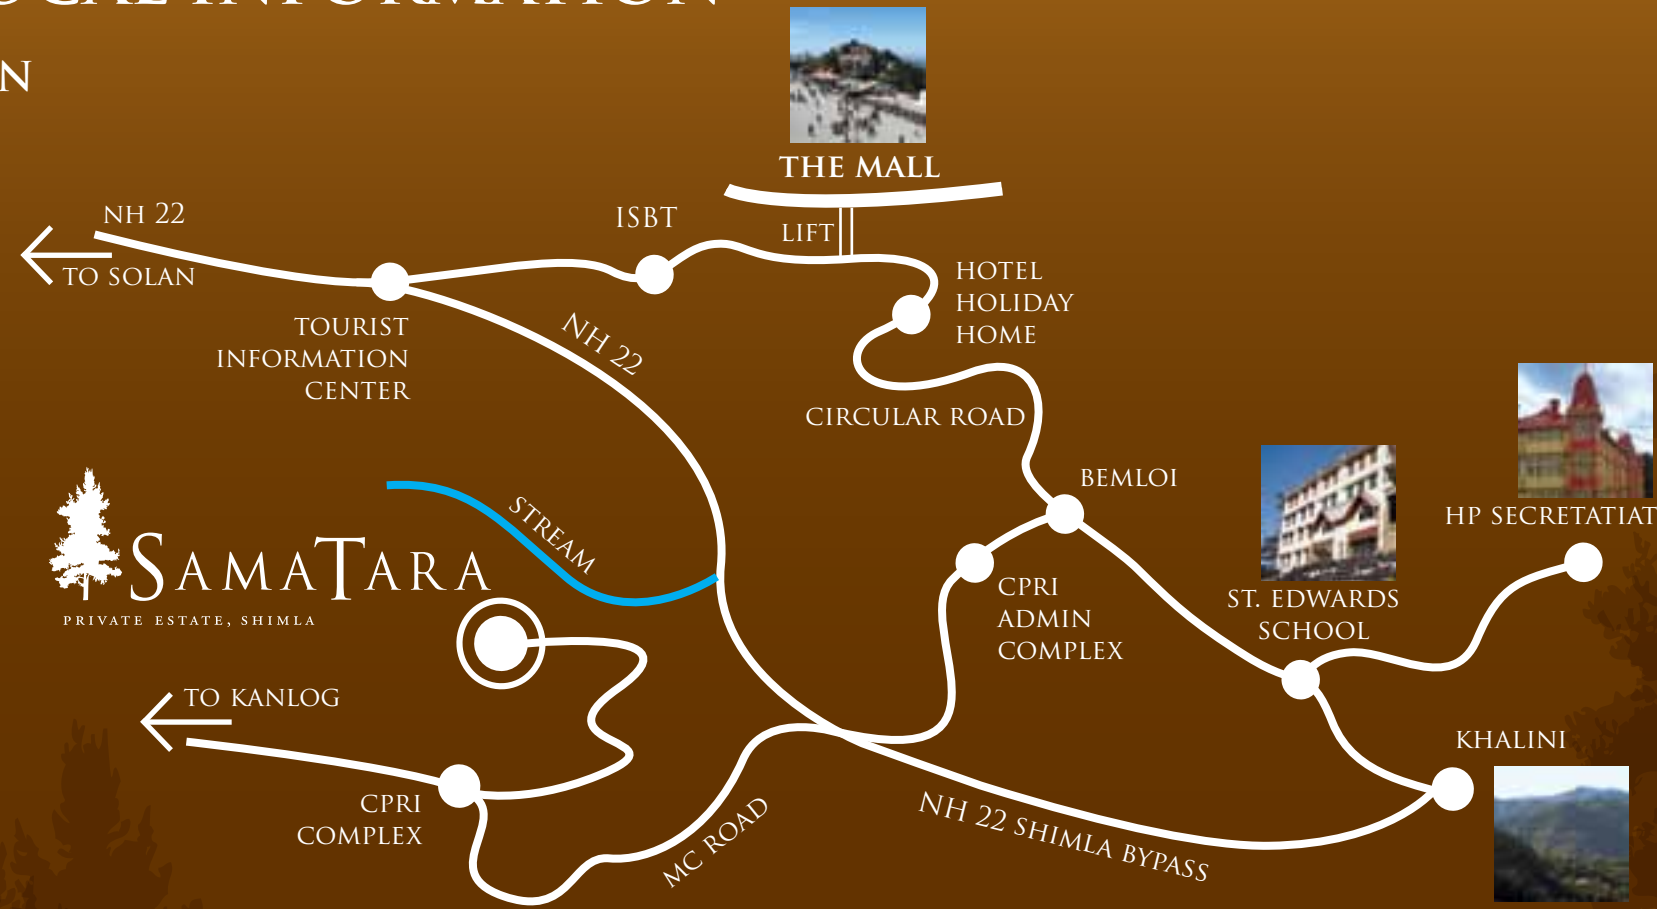 INFORMATION
THE MALL
NH 22
ISBT
LIFT
TO SOLAN
HOTEL
HOLIDAY
HOME
TOURIST
INFORMATION
CENTER
NH 22
CIRCULAR ROAD
BEMLOI
STREAM
HP SECRETATIAT
SAMATARA
PRIVATE ESTATE, SHIMLA
CPRI
ADMIN
COMPLEX
ST. EDWARDS
SCHOOL
TO KANLOG
KHALINI
CPRI
COMPLEX
MC ROAD
NH 22 SHIMLA BYPASS